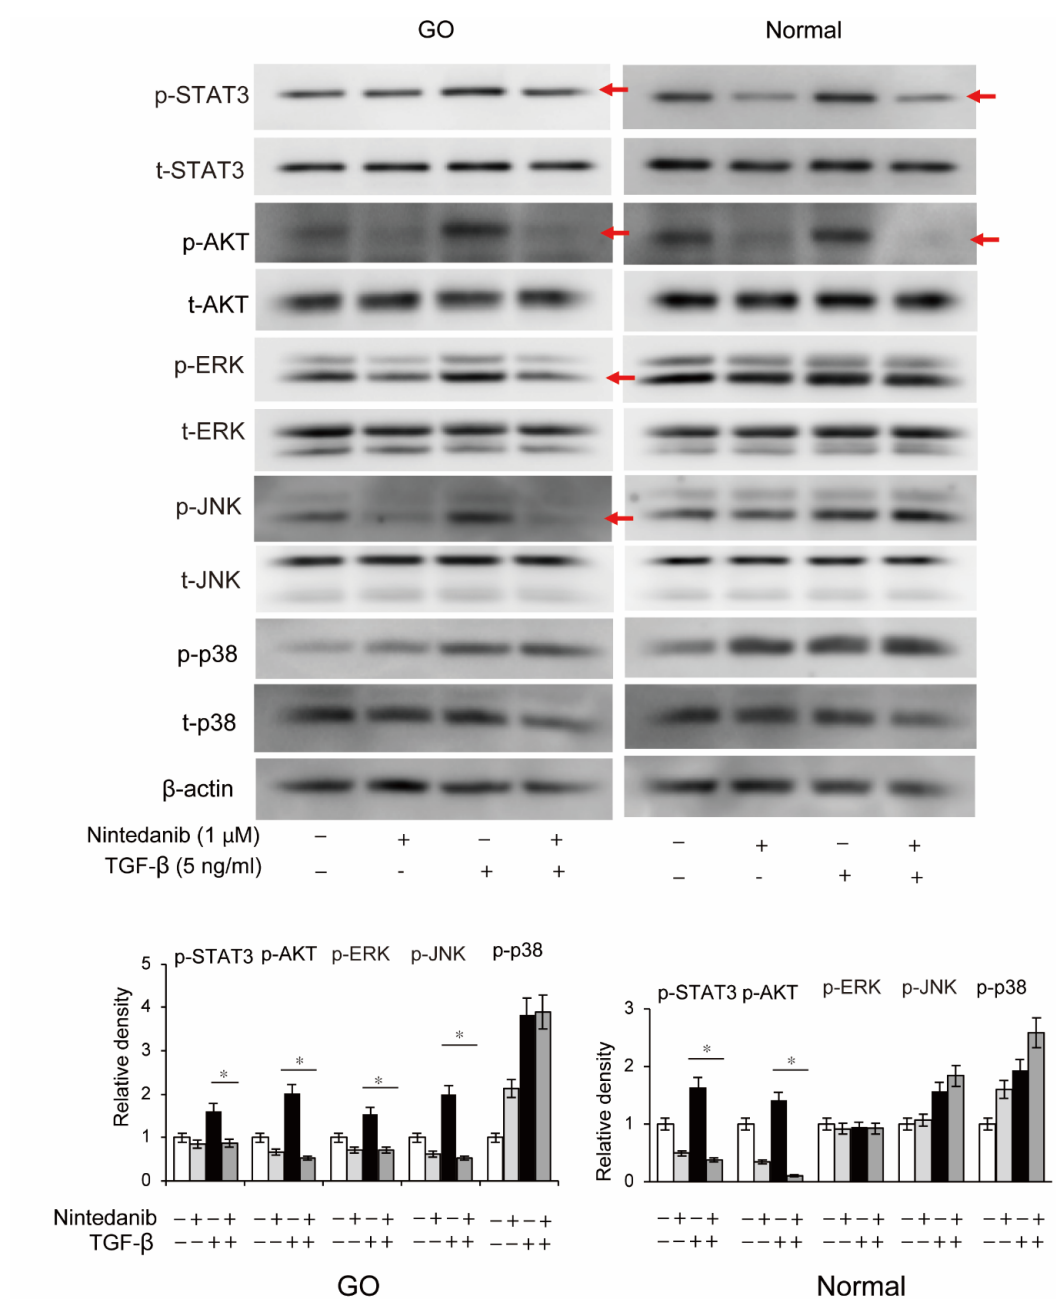 GO Normal
p-STAT3
t-STAT3
p-AKT
t-AKT
p-ERK
t-ERK
p-JNK
t-JNK
p-p38
t-p38
β-actin
Nintedanib (1 μM) − + − + − + − +
TGF-β (5 ng/ml) − - + + − - + +
p-STAT3 p-AKT p-ERK p-JNK p-p38
5
4
3
2
1
0
Relative density
* * * *
Nintedanib −+−+ −+−+ −+−+ −+−+ −+−+
TGF-β −−++ −−++ −−++ −−++ −−++
GO
p-STAT3 p-AKT p-ERK p-JNK p-p38
3
2
1
0
Relative density
* *
−+−+ −+−+ −+−+ −+−+ −+−+
−−++ −−++ −−++ −−++ −−++
Normal